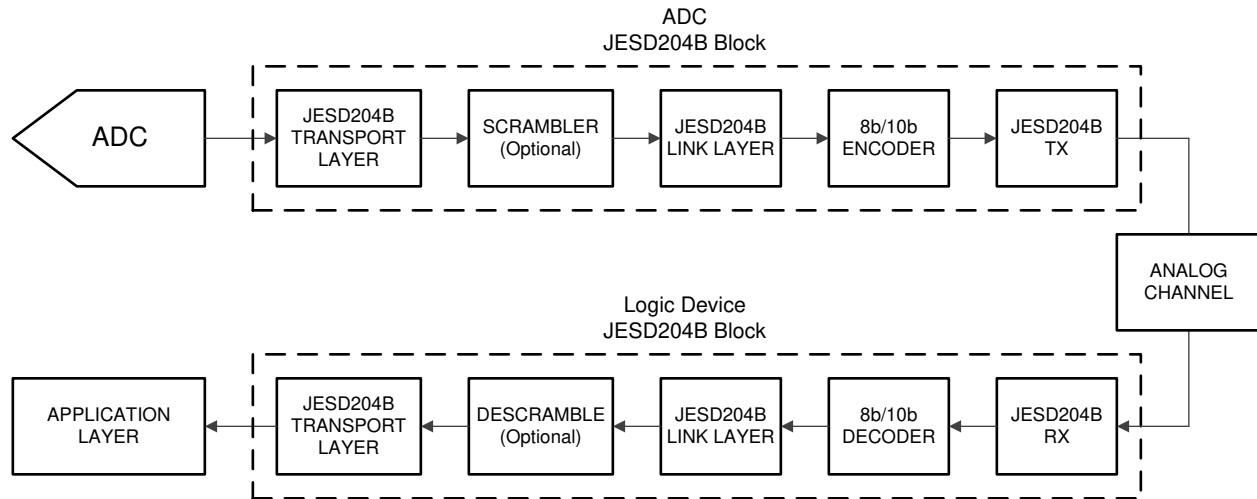 ADC
JESD204B Block
ADC
JESD204B
TRANSPORT
LAYER
SCRAMBLER
(Optional)
JESD204B
LINK LAYER
8b/10b
ENCODER
JESD204B
TX
ANALOG
CHANNEL
Logic Device
JESD204B Block
APPLICATION
LAYER
JESD204B
TRANSPORT
LAYER
DESCRAMBLE
(Optional)
JESD204B
LINK LAYER
8b/10b
DECODER
JESD204B
RX